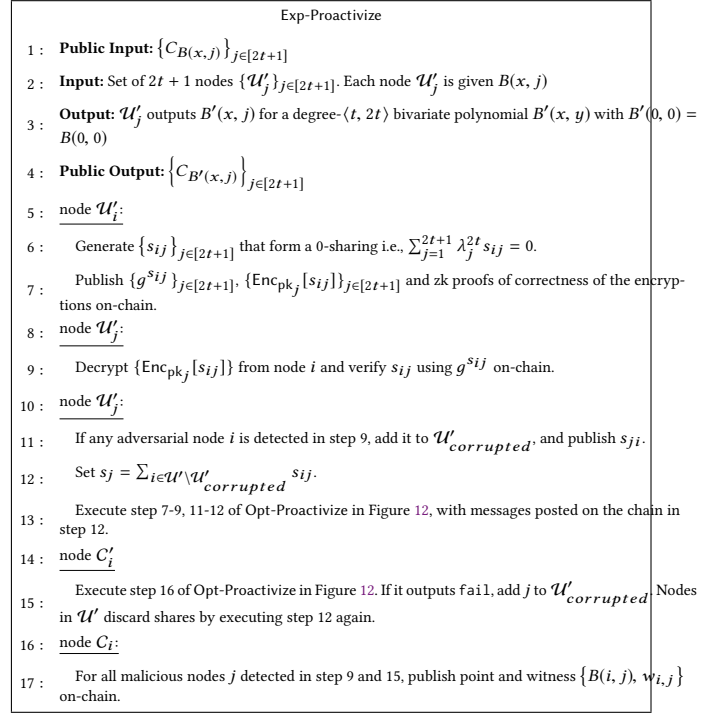 Exp-Proactivize
1 : Public Input: {C_{B(x,j)}}_{j∈[2t+1]}
2 : Input: Set of 2t + 1 nodes {𝒰′_j}_{j∈[2t+1]}. Each node 𝒰′_j is given B(x, j)
3 : Output: 𝒰′_j outputs B′(x, j) for a degree-⟨t, 2t⟩ bivariate polynomial B′(x, y) with B′(0, 0) =
B(0, 0)
4 : Public Output: {C_{B′(x,j)}}_{j∈[2t+1]}
5 : node 𝒰′_i:
6 : Generate {s_{ij}}_{j∈[2t+1]} that form a 0-sharing i.e., ∑_{j=1}^{2t+1} λ_j^{2t} s_{ij} = 0.
7 : Publish {g^{s_{ij}}}_{j∈[2t+1]}, {Enc_{pk_j}[s_{ij}]}_{j∈[2t+1]} and zk proofs of correctness of the encryp-
tions on-chain.
8 : node 𝒰′_j:
9 : Decrypt {Enc_{pk_j}[s_{ij}]} from node i and verify s_{ij} using g^{s_{ij}} on-chain.
10 : node 𝒰′_j:
11 : If any adversarial node i is detected in step 9, add it to 𝒰′_{corrupted}, and publish s_{ji}.
12 : Set s_j = ∑_{i∈𝒰′\𝒰′_{corrupted}} s_{ij}.
13 : Execute step 7-9, 11-12 of Opt-Proactivize in Figure 12, with messages posted on the chain in
step 12.
14 : node C′_i
15 : Execute step 16 of Opt-Proactivize in Figure 12. If it outputs fail, add j to 𝒰′_{corrupted}. Nodes
in 𝒰′ discard shares by executing step 12 again.
16 : node C_i:
17 : For all malicious nodes j detected in step 9 and 15, publish point and witness {B(i, j), w_{i,j}}
on-chain.